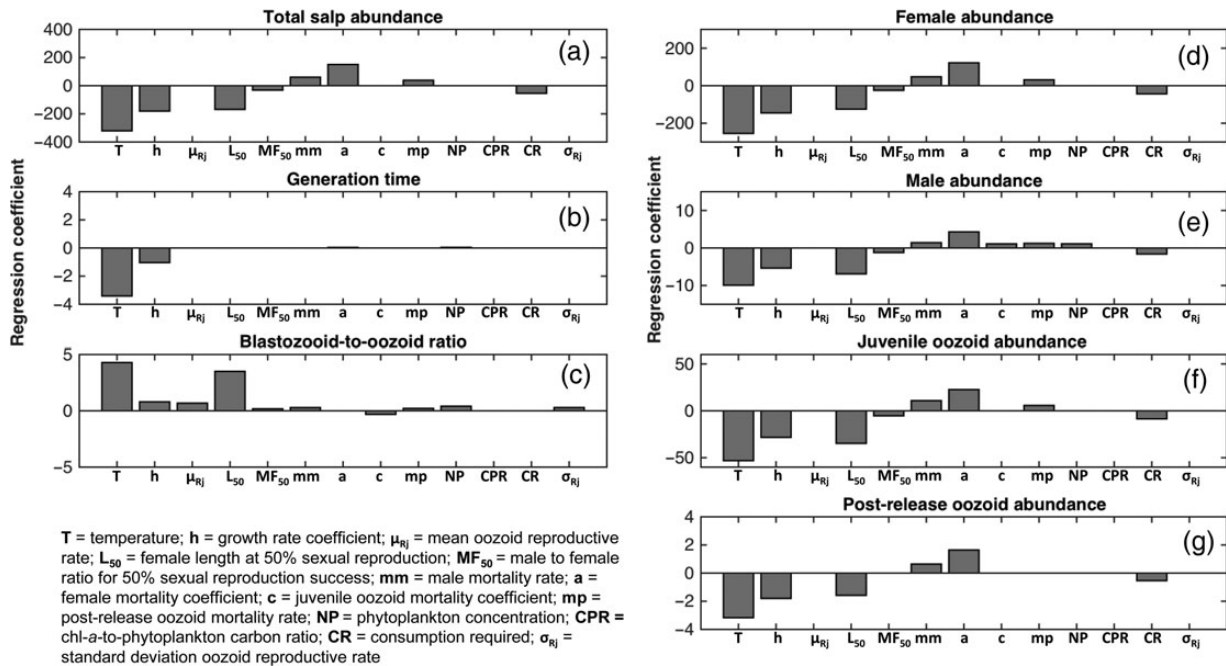 Total salp abundance
400
200
0
-200
-400
(a)
T h μRj L50 MF50 mm a c mp NP CPR CR σRj
Regression coefficient
Generation time
4
2
0
-2
-4
(b)
T h μRj L50 MF50 mm a c mp NP CPR CR σRj
Blastozooid-to-oozoid ratio
5
0
-5
(c)
T h μRj L50 MF50 mm a c mp NP CPR CR σRj
T = temperature; h = growth rate coefficient; μRj = mean oozoid reproductive
rate; L50 = female length at 50% sexual reproduction; MF50 = male to female
ratio for 50% sexual reproduction success; mm = male mortality rate; a =
female mortality coefficient; c = juvenile oozoid mortality coefficient; mp =
post-release oozoid mortality rate; NP = phytoplankton concentration; CPR =
chl-a-to-phytoplankton carbon ratio; CR = consumption required; σRj =
standard deviation oozoid reproductive rate
Female abundance
200
0
-200
(d)
T h μRj L50 MF50 mm a c mp NP CPR CR σRj
Regression coefficient
Male abundance
10
0
-10
(e)
T h μRj L50 MF50 mm a c mp NP CPR CR σRj
Juvenile oozoid abundance
50
0
-50
(f)
T h μRj L50 MF50 mm a c mp NP CPR CR σRj
Post-release oozoid abundance
4
2
0
-2
-4
(g)
T h μRj L50 MF50 mm a c mp NP CPR CR σRj